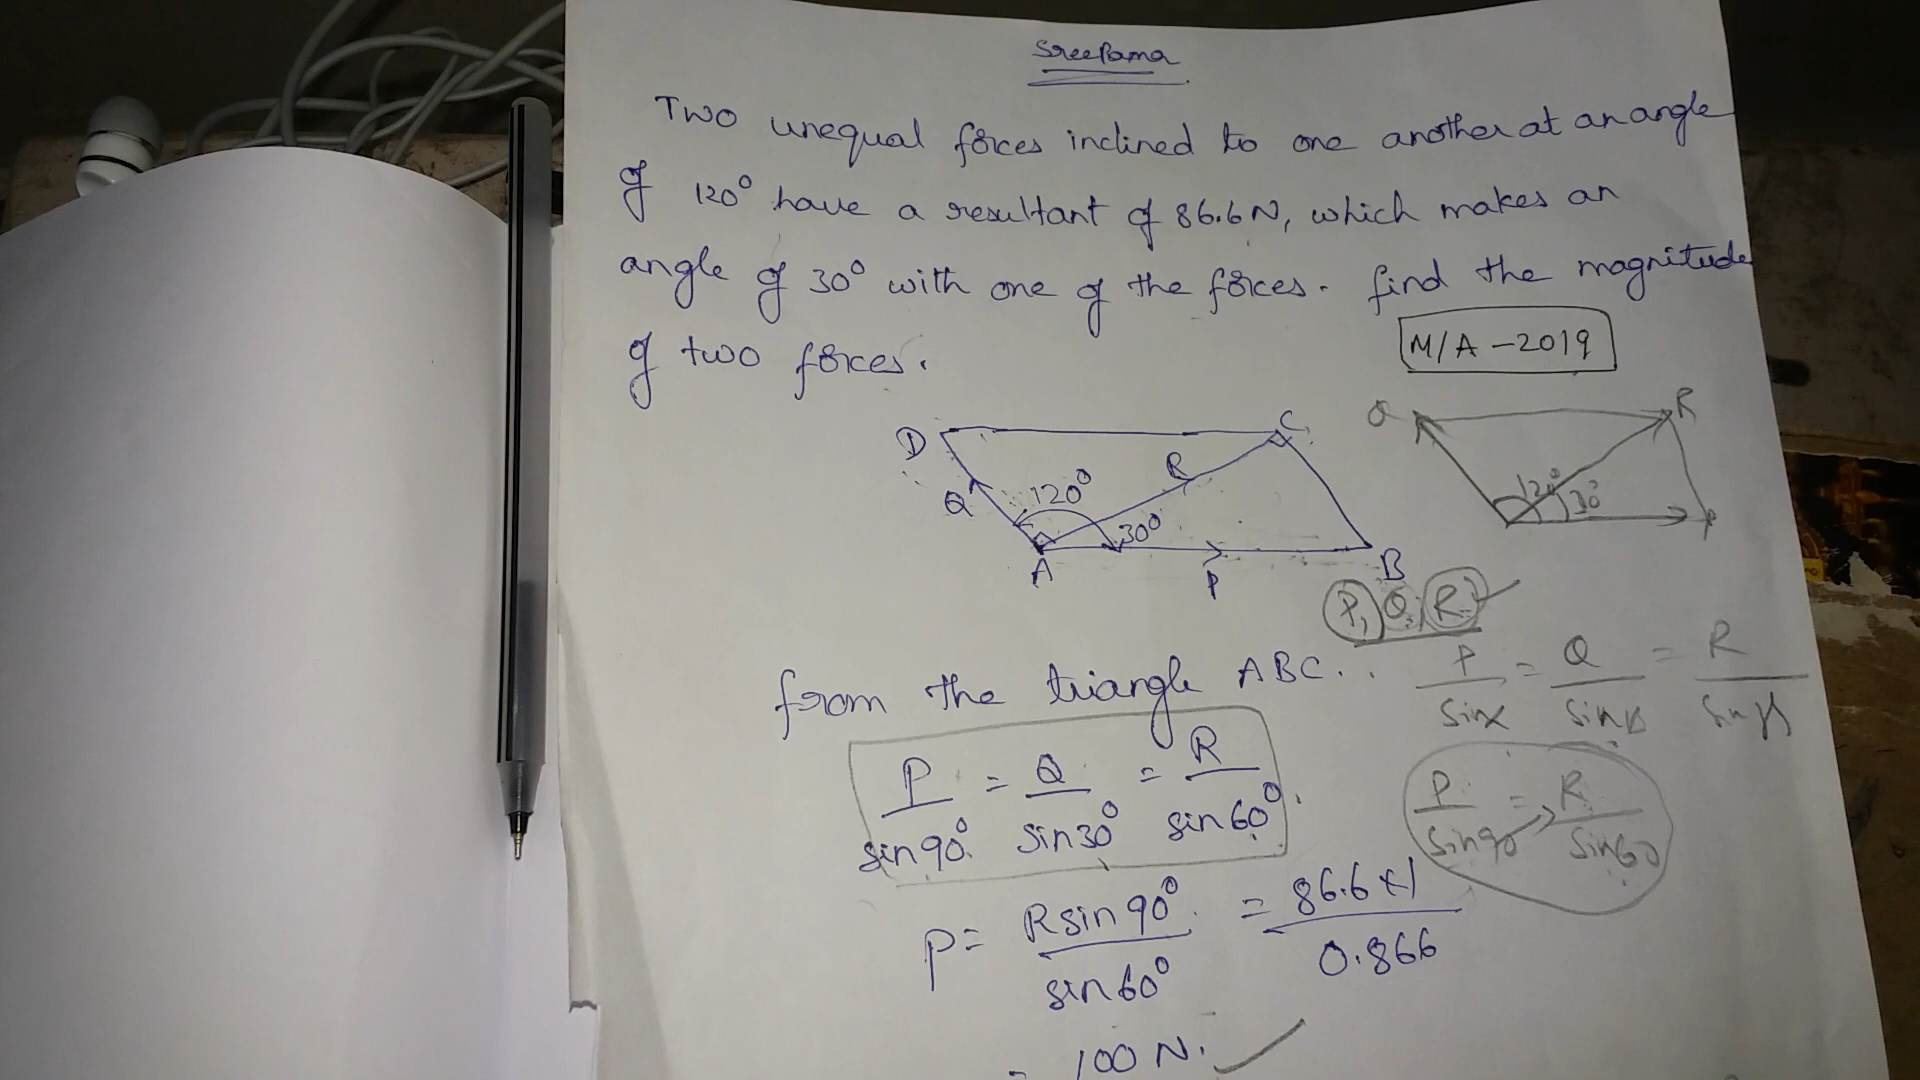 Sreerama
Two unequal forces inclined to one another at an angle
of 120° have a resultant of 86.6N, which makes an
angle of 30° with one of the forces. find the magnitude
of two forces.
M/A - 2019
D C
Q 120° R
30°
A P B
Q R
120° 30°
P
P, Q, R
from the triangle ABC..
P/sin90° = Q/sin30° = R/sin60°.
P/sinα = Q/sinβ = R/sinγ
P/sin90 = R/sin60
P = Rsin90°/sin60° = 86.6×1/0.866
= 100 N.